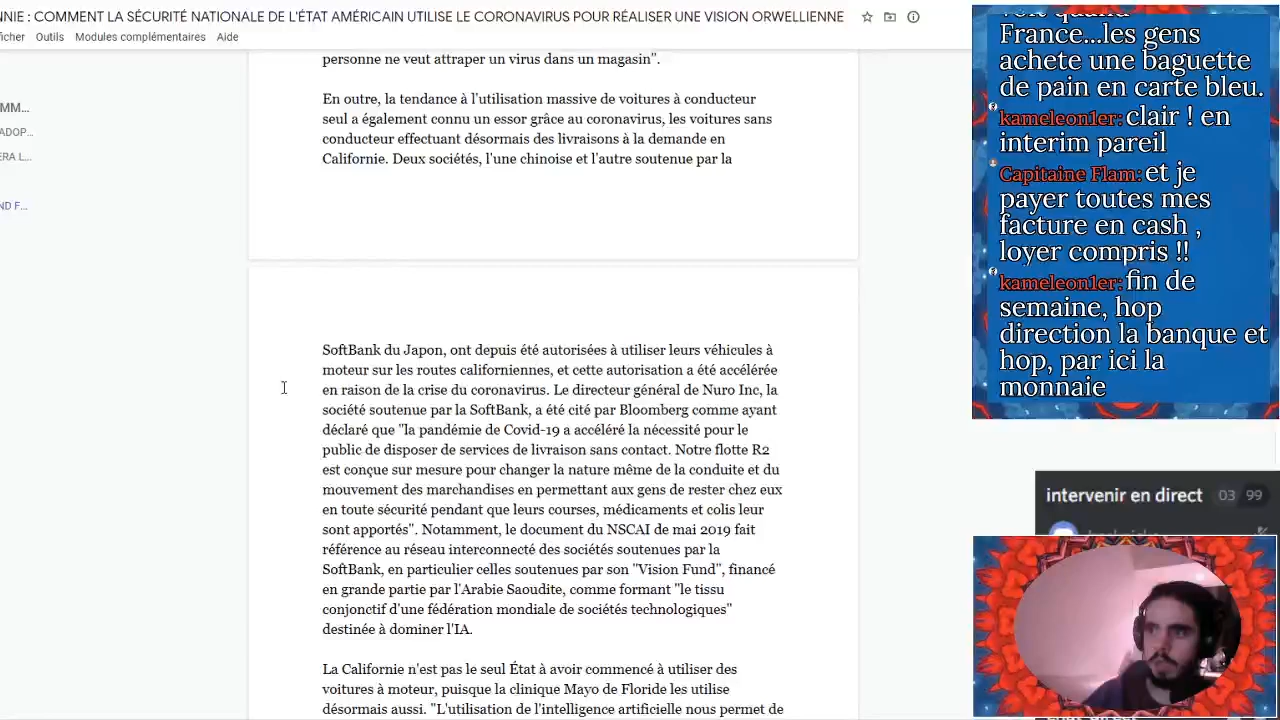 NNIE : COMMENT LA SÉCURITÉ NATIONALE DE L'ÉTAT AMÉRICAIN UTILISE LE CORONAVIRUS POUR RÉALISER UNE VISION ORWELLIENNE
icher Outils Modules complémentaires Aide
MM...
ADOP...
ERA L...
ND F...
personne ne veut attraper un virus dans un magasin".
En outre, la tendance à l'utilisation massive de voitures à conducteur
seul a également connu un essor grâce au coronavirus, les voitures sans
conducteur effectuant désormais des livraisons à la demande en
Californie. Deux sociétés, l'une chinoise et l'autre soutenue par la
SoftBank du Japon, ont depuis été autorisées à utiliser leurs véhicules à
moteur sur les routes californiennes, et cette autorisation a été accélérée
en raison de la crise du coronavirus. Le directeur général de Nuro Inc, la
société soutenue par la SoftBank, a été cité par Bloomberg comme ayant
déclaré que "la pandémie de Covid-19 a accéléré la nécessité pour le
public de disposer de services de livraison sans contact. Notre flotte R2
est conçue sur mesure pour changer la nature même de la conduite et du
mouvement des marchandises en permettant aux gens de rester chez eux
en toute sécurité pendant que leurs courses, médicaments et colis leur
sont apportés". Notamment, le document du NSCAI de mai 2019 fait
référence au réseau interconnecté des sociétés soutenues par la
SoftBank, en particulier celles soutenues par son "Vision Fund", financé
en grande partie par l'Arabie Saoudite, comme formant "le tissu
conjonctif d'une fédération mondiale de sociétés technologiques"
destinée à dominer l'IA.
La Californie n'est pas le seul État à avoir commencé à utiliser des
voitures à moteur, puisque la clinique Mayo de Floride les utilise
désormais aussi. "L'utilisation de l'intelligence artificielle nous permet de
voit quand
France...les gens
achete une baguette
de pain en carte bleu.
kameleon1er: clair ! en
interim pareil
Capitaine Flam: et je
payer toutes mes
facture en cash ,
loyer compris !!
kameleon1er: fin de
semaine, hop
direction la banque et
hop, par ici la
monnaie
intervenir en direct 03 99